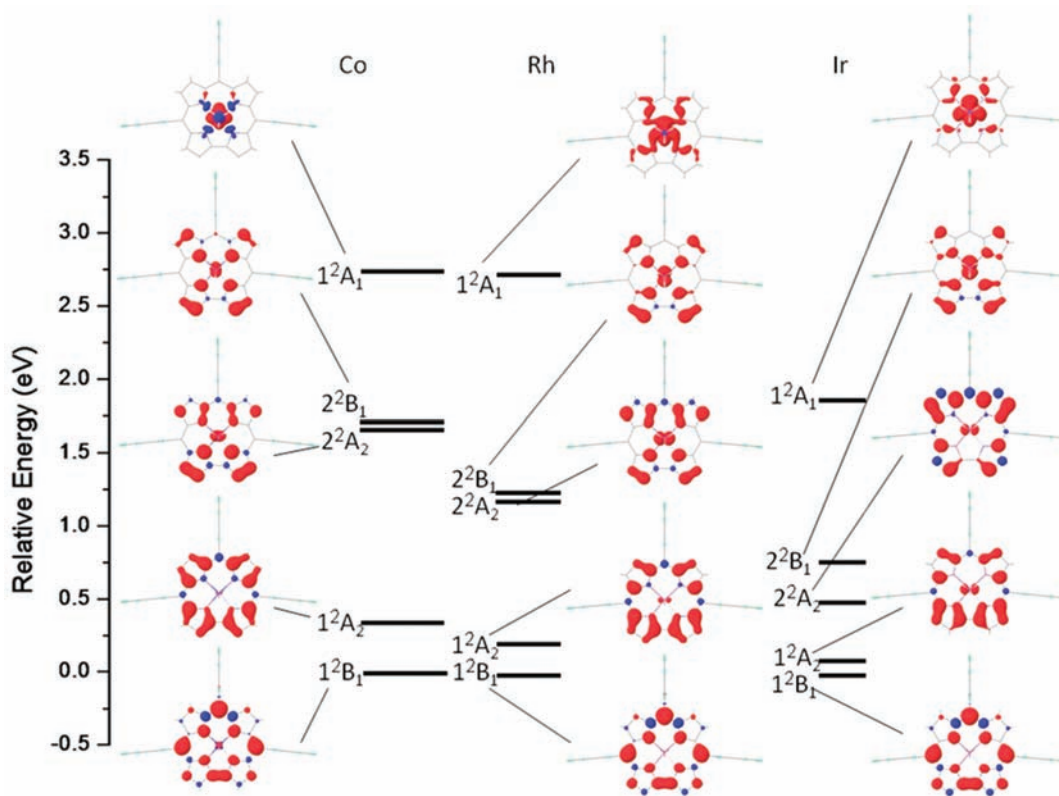 Co
Rh
Ir
Relative Energy (eV)
3.5
3.0
2.5
2.0
1.5
1.0
0.5
0.0
-0.5
1²A₁
2²B₁
2²A₂
1²A₂
1²B₁
1²A₁
2²B₁
2²A₂
1²A₂
1²B₁
1²A₁
2²B₁
2²A₂
1²A₂
1²B₁